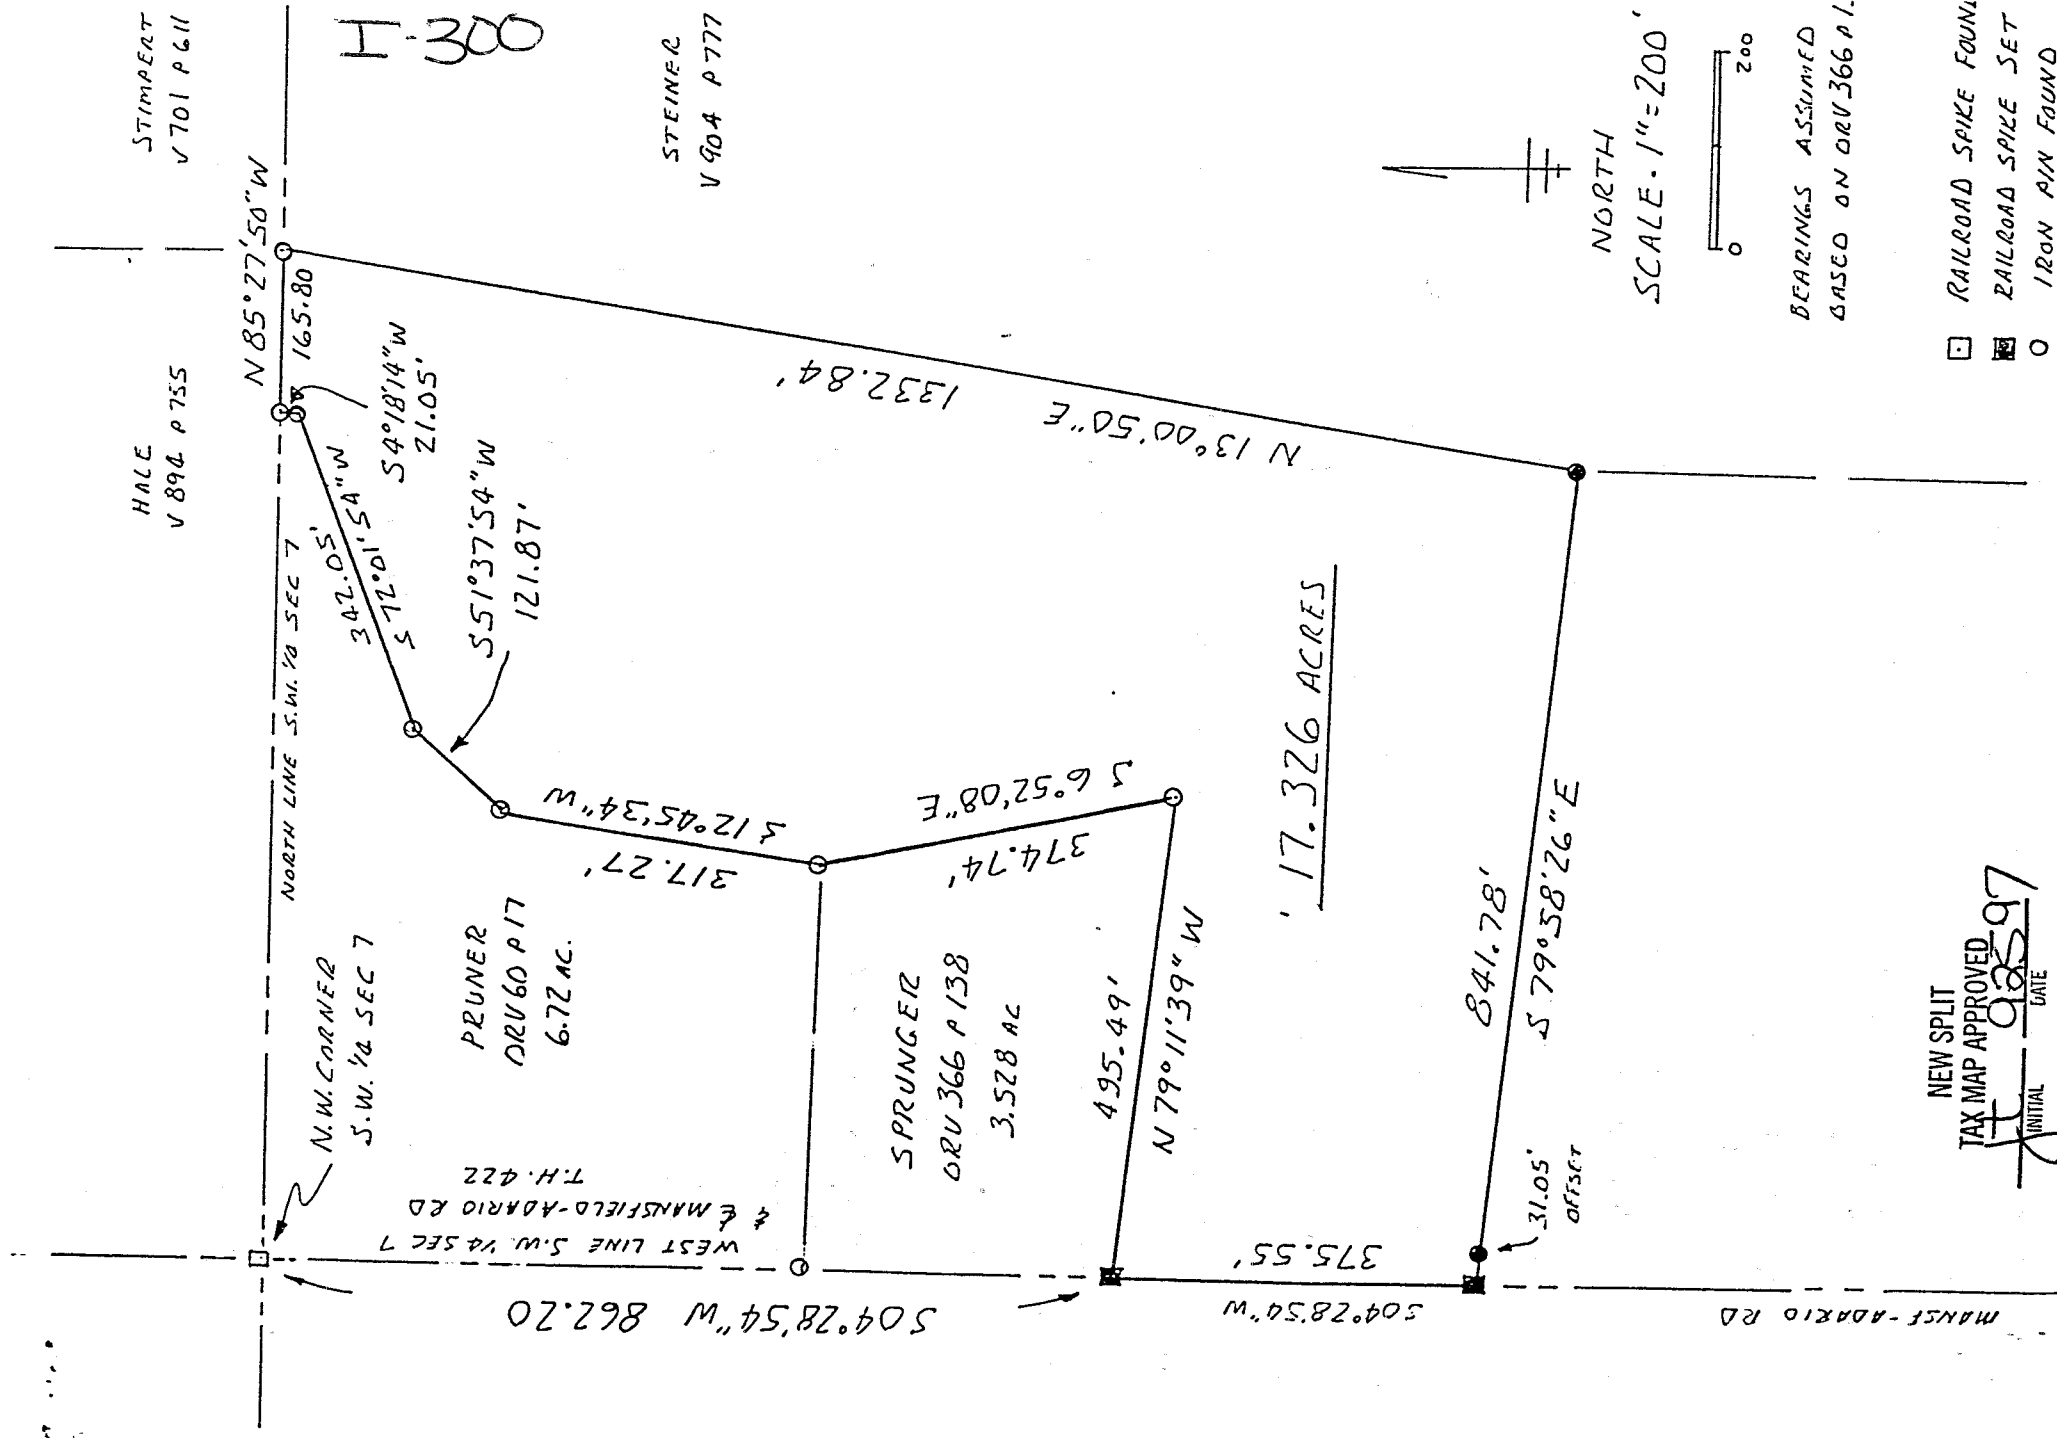 I-300
STIMPERT
V 701 P 611
HALE
V 894 P 755
STEINER
V 904 P 777
N 85°27'50" W
165.80
S4°18'14" W
21.05'
342.05'
S 72°01'54" W
S51°37'54" W
121.87'
NORTH LINE S.W. 1/4 SEC 7
N.W. CORNER
S.W. 1/4 SEC 7
PRUNER
ORV 60 P 17
6.72 AC.
S 12°45'34" W
317.27'
S 6°52'08" E
374.74'
SPRUNGER
ORV 366 P 138
3.528 AC
495.49'
N 79°11'39" W
WEST LINE S.W. 1/4 SEC 7
& ℄ MANSFIELD-ADARIO RD
T.H. 422
S 04°28'54" W 862.20
375.55'
S04°28'54" W
MANSF-ADARIO RD
31.05'
OFFSET
841.78'
S 79°58'26" E
17.326 ACRES
N 13°00'50" E
1332.84'
NORTH
SCALE. 1"=200'
0 200
BEARINGS ASSUMED
BASED ON ORV 366 P1
RAILROAD SPIKE FOUND
RAILROAD SPIKE SET
IRON PIN FOUND
NEW SPLIT
TAX MAP APPROVED
9 25 97
INITIAL DATE